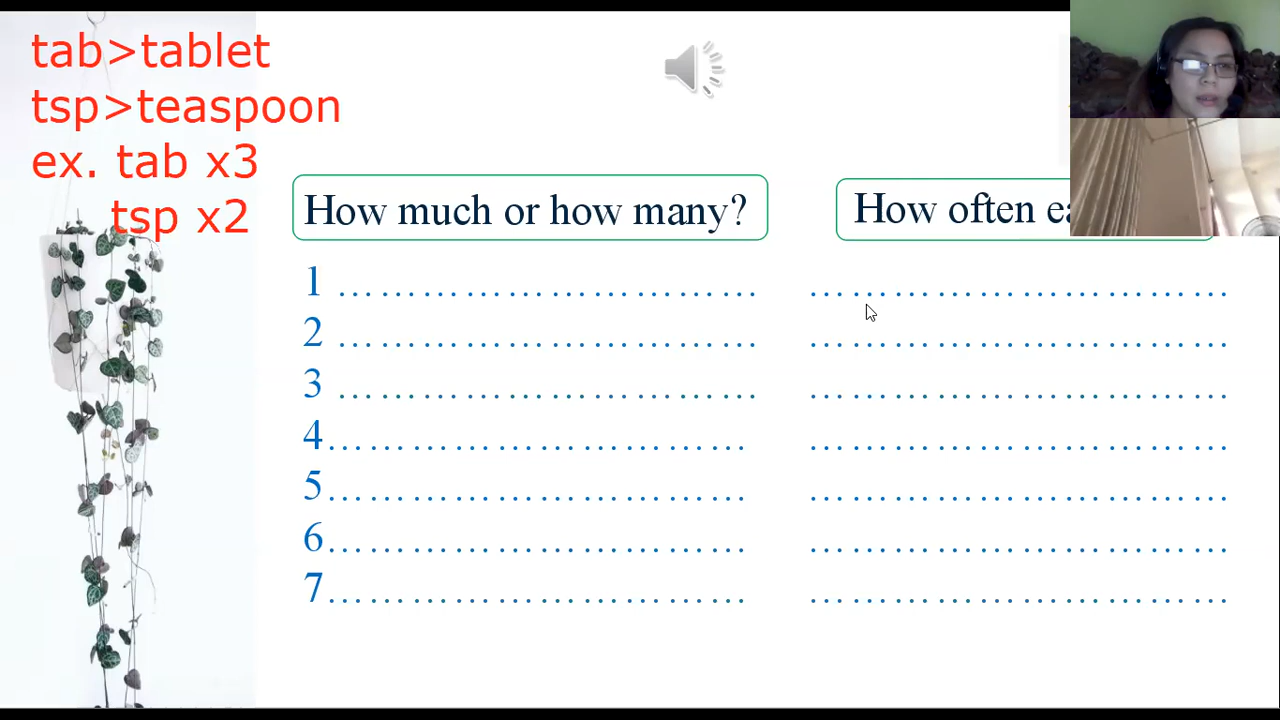 tab>tablet
tsp>teaspoon
ex. tab x3
tsp x2
How much or how many?
How often
1 ………………………… …………………………
2 ………………………… …………………………
3 ………………………… …………………………
4………………………… …………………………
5………………………… …………………………
6………………………… …………………………
7………………………… …………………………